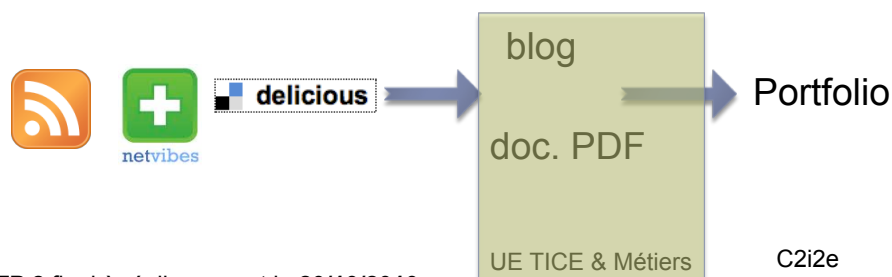 blog
delicious
Portfolio
netvibes
doc. PDF
UE TICE & Métiers
C2i2e